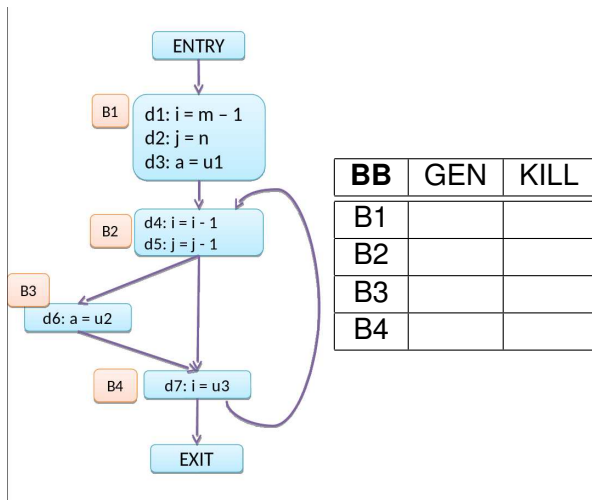 ENTRY
B1
d1: i = m – 1
d2: j = n
d3: a = u1
B2
d4: i = i - 1
d5: j = j - 1
B3
d6: a = u2
B4
d7: i = u3
EXIT
BB GEN KILL
B1
B2
B3
B4